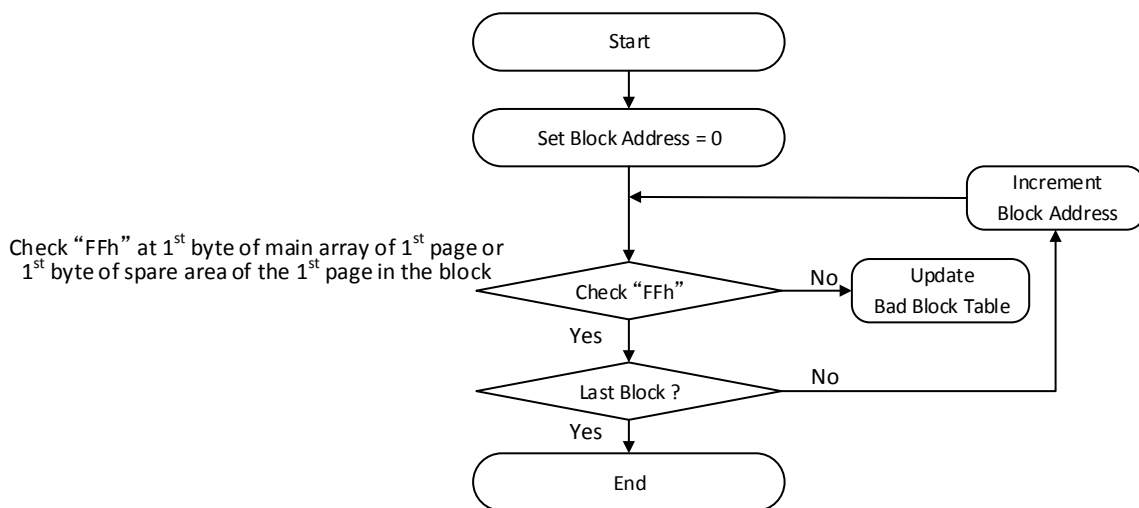 Start
Set Block Address = 0
Increment
Block Address
Check “FFh” at 1st byte of main array of 1st page or
1st byte of spare area of the 1st page in the block
Check “FFh”
No
Update
Bad Block Table
Yes
Last Block ?
No
Yes
End